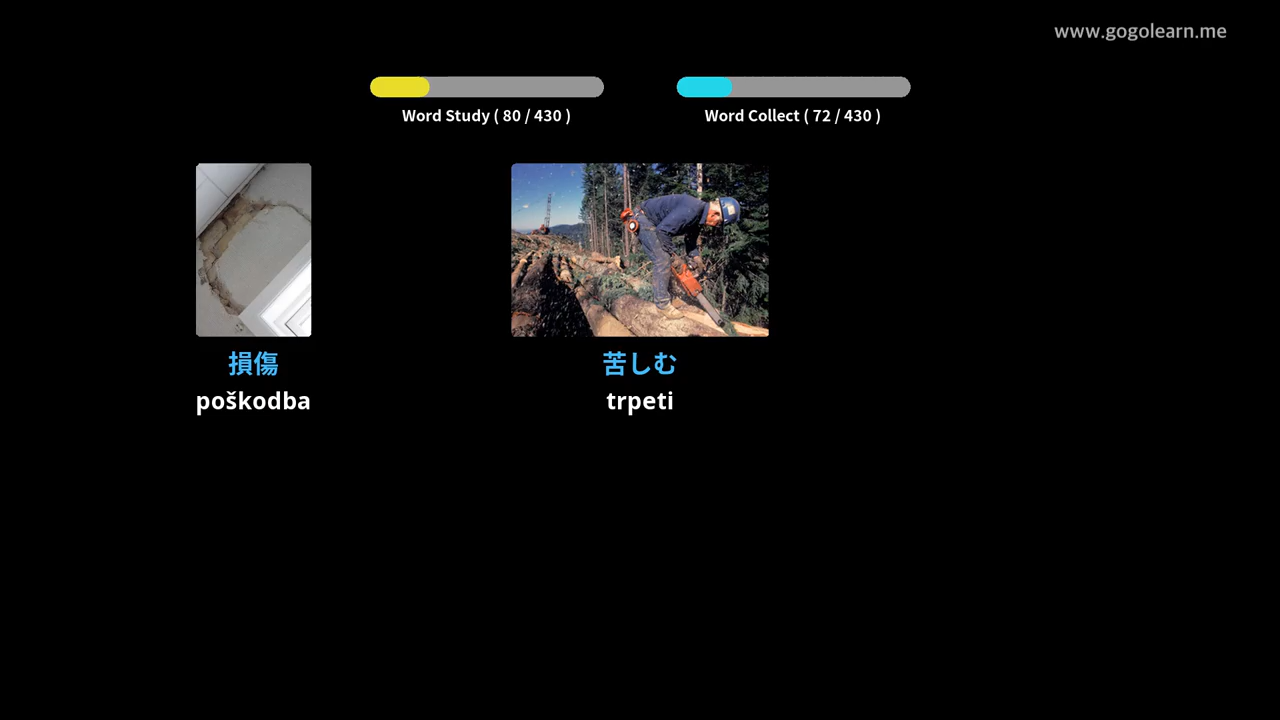 www.gogolearn.me
Word Study ( 80 / 430 )
Word Collect ( 72 / 430 )
損傷
poškodba
苦しむ
trpeti